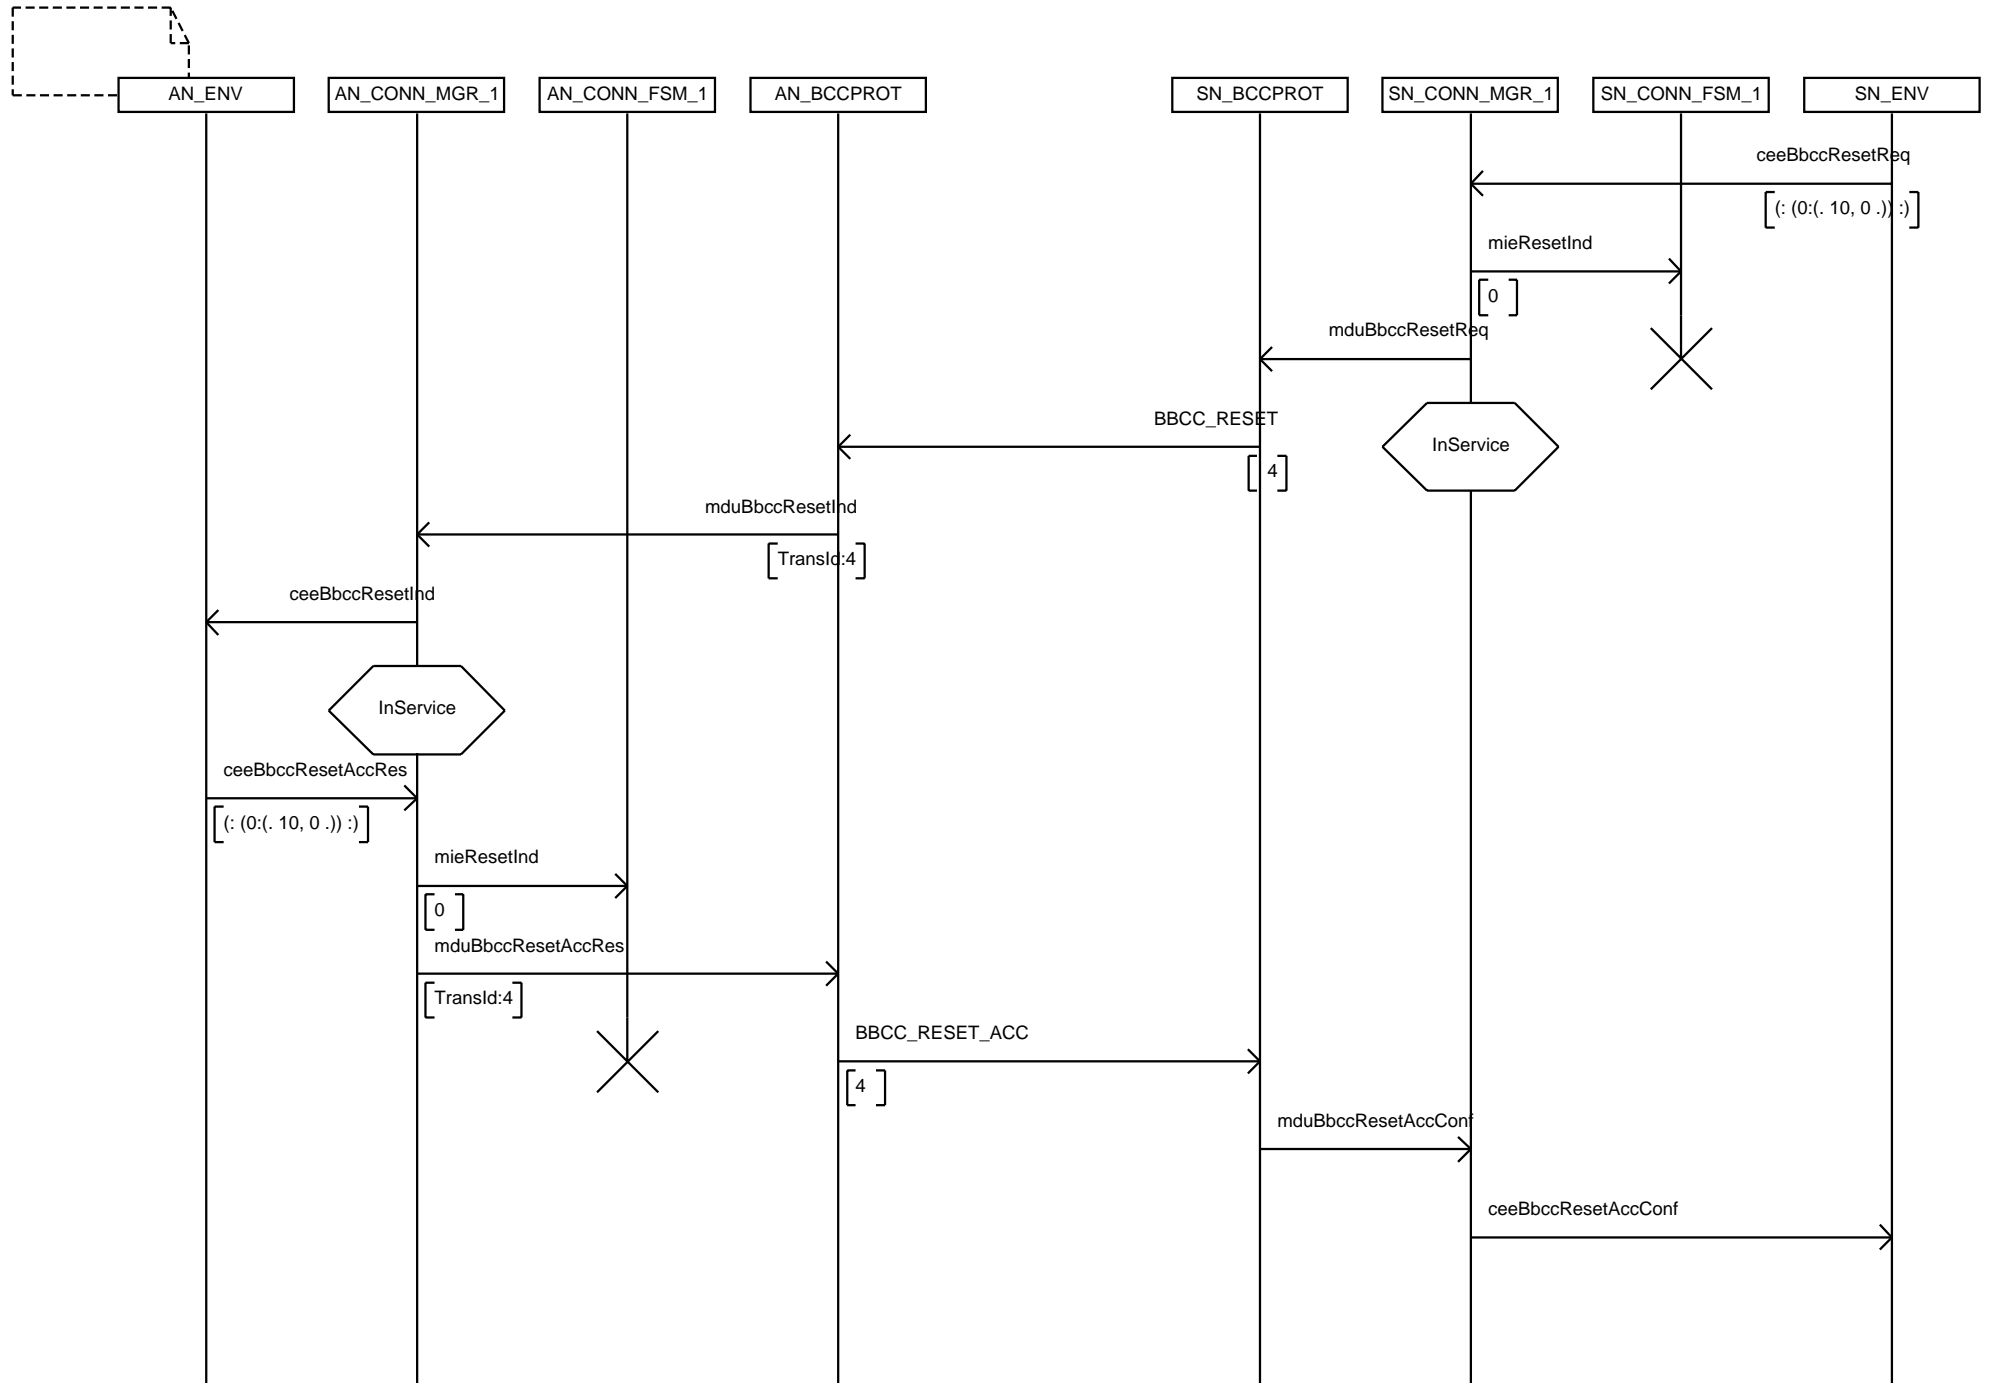 AN_ENV AN_CONN_MGR_1 AN_CONN_FSM_1 AN_BCCPROT SN_BCCPROT SN_CONN_MGR_1 SN_CONN_FSM_1 SN_ENV
ceeBbccResetReq
(: (0:(. 10, 0 .)) :)
mieResetInd
0
mduBbccResetReq
BBCC_RESET
InService
4
mduBbccResetInd
TransId:4
ceeBbccResetInd
InService
ceeBbccResetAccRes
(: (0:(. 10, 0 .)) :)
mieResetInd
0
mduBbccResetAccRes
TransId:4
BBCC_RESET_ACC
4
mduBbccResetAccConf
ceeBbccResetAccConf